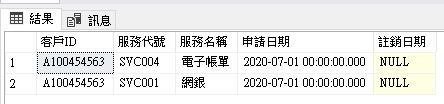 結果 訊息
客戶ID 服務代號 服務名稱 申請日期 註銷日期
1 A100454563 SVC004 電子帳單 2020-07-01 00:00:00.000 NULL
2 A100454563 SVC001 網銀 2020-07-01 00:00:00.000 NULL